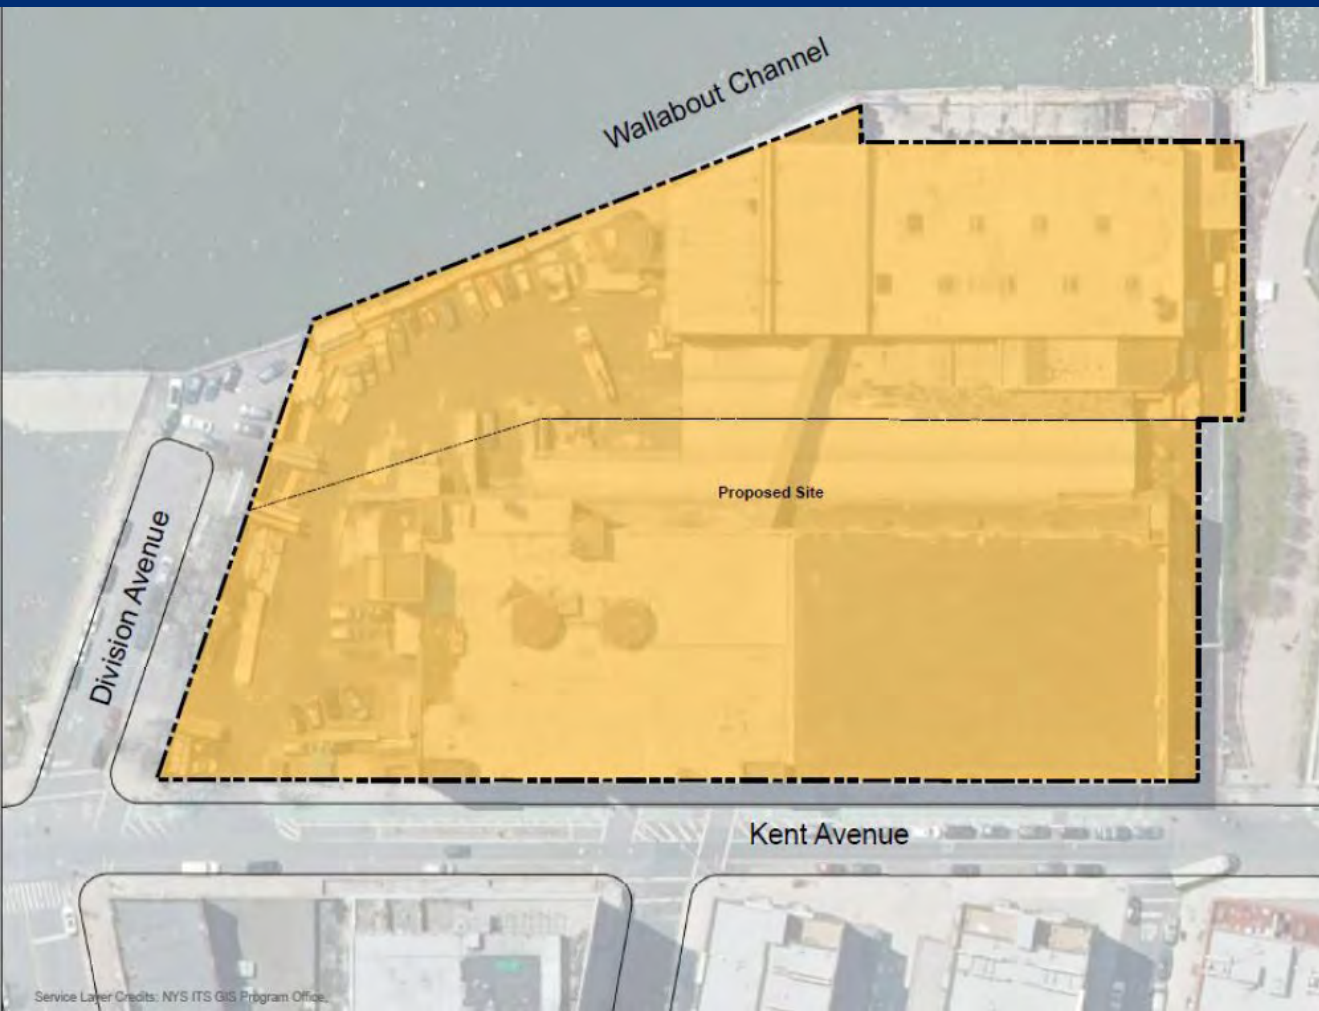 Wallabout Channel
Proposed Site
Division Avenue
Kent Avenue
Service Layer Credits: NYS ITS GIS Program Office,